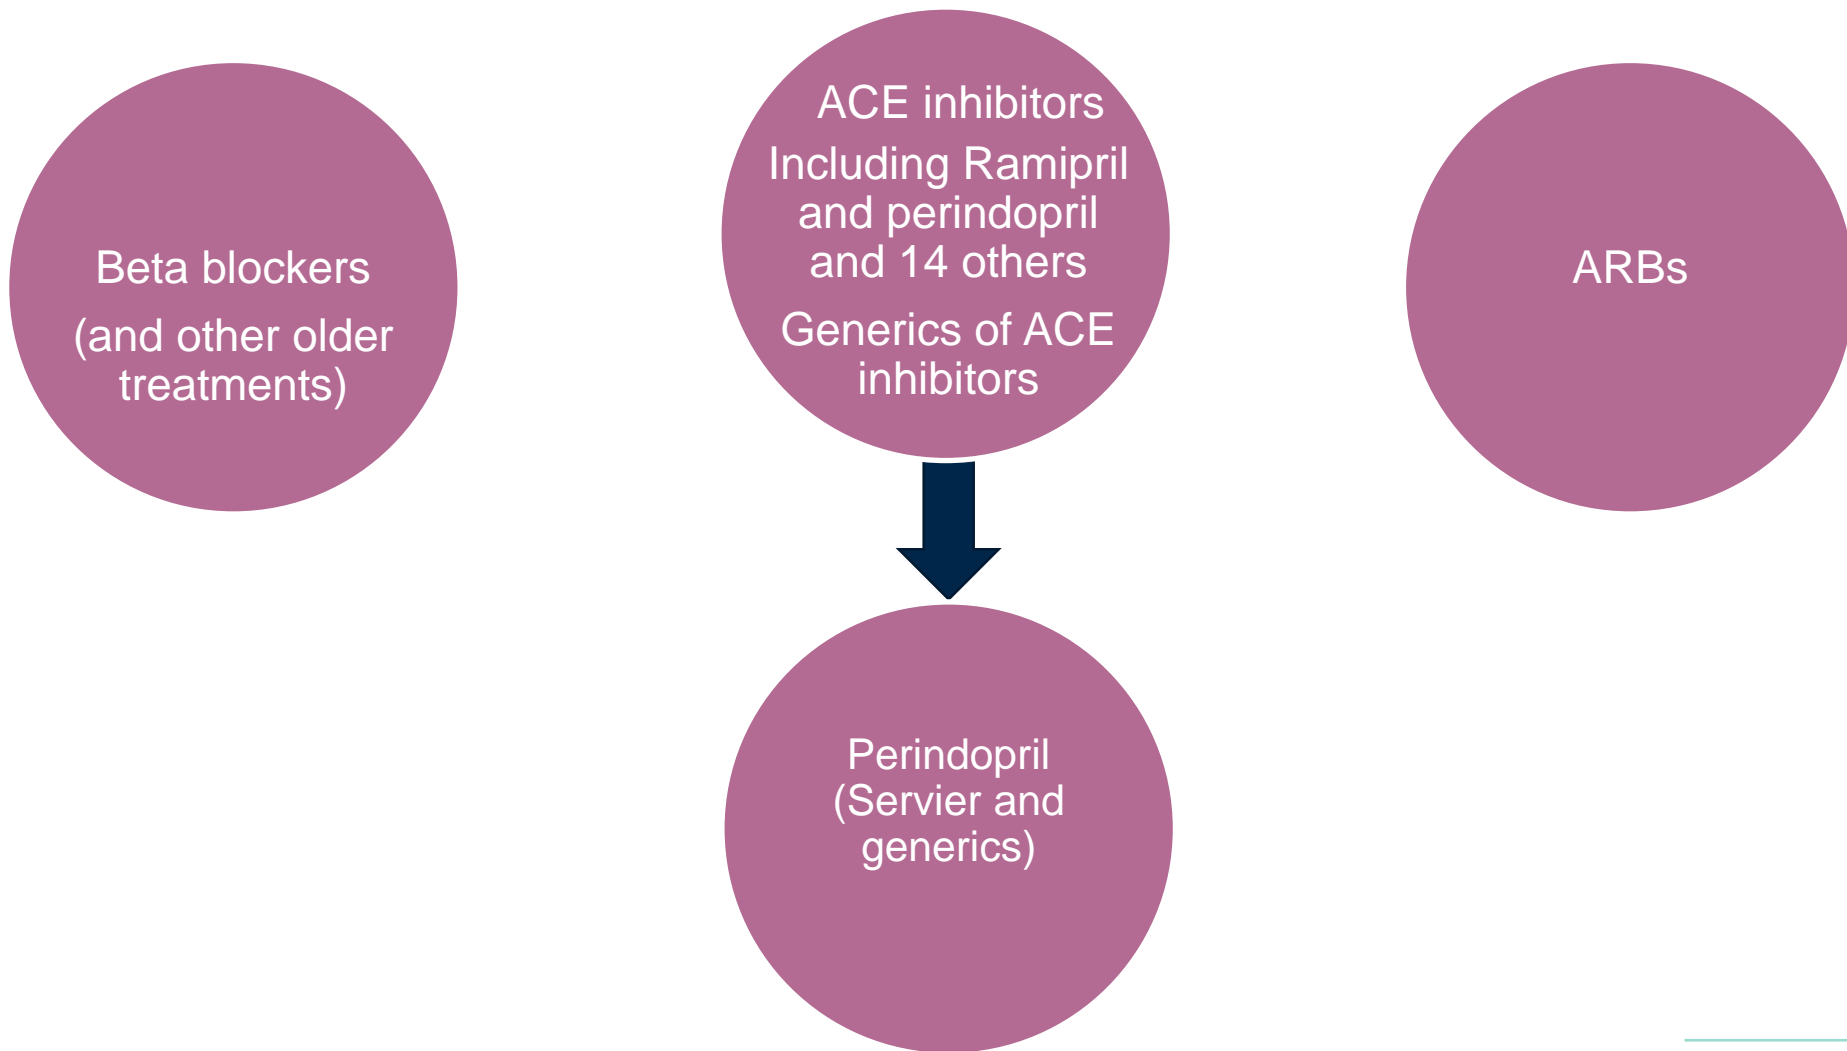 Beta blockers
(and other older
treatments)
ACE inhibitors
Including Ramipril
and perindopril
and 14 others
Generics of ACE
inhibitors
ARBs
Perindopril
(Servier and
generics)